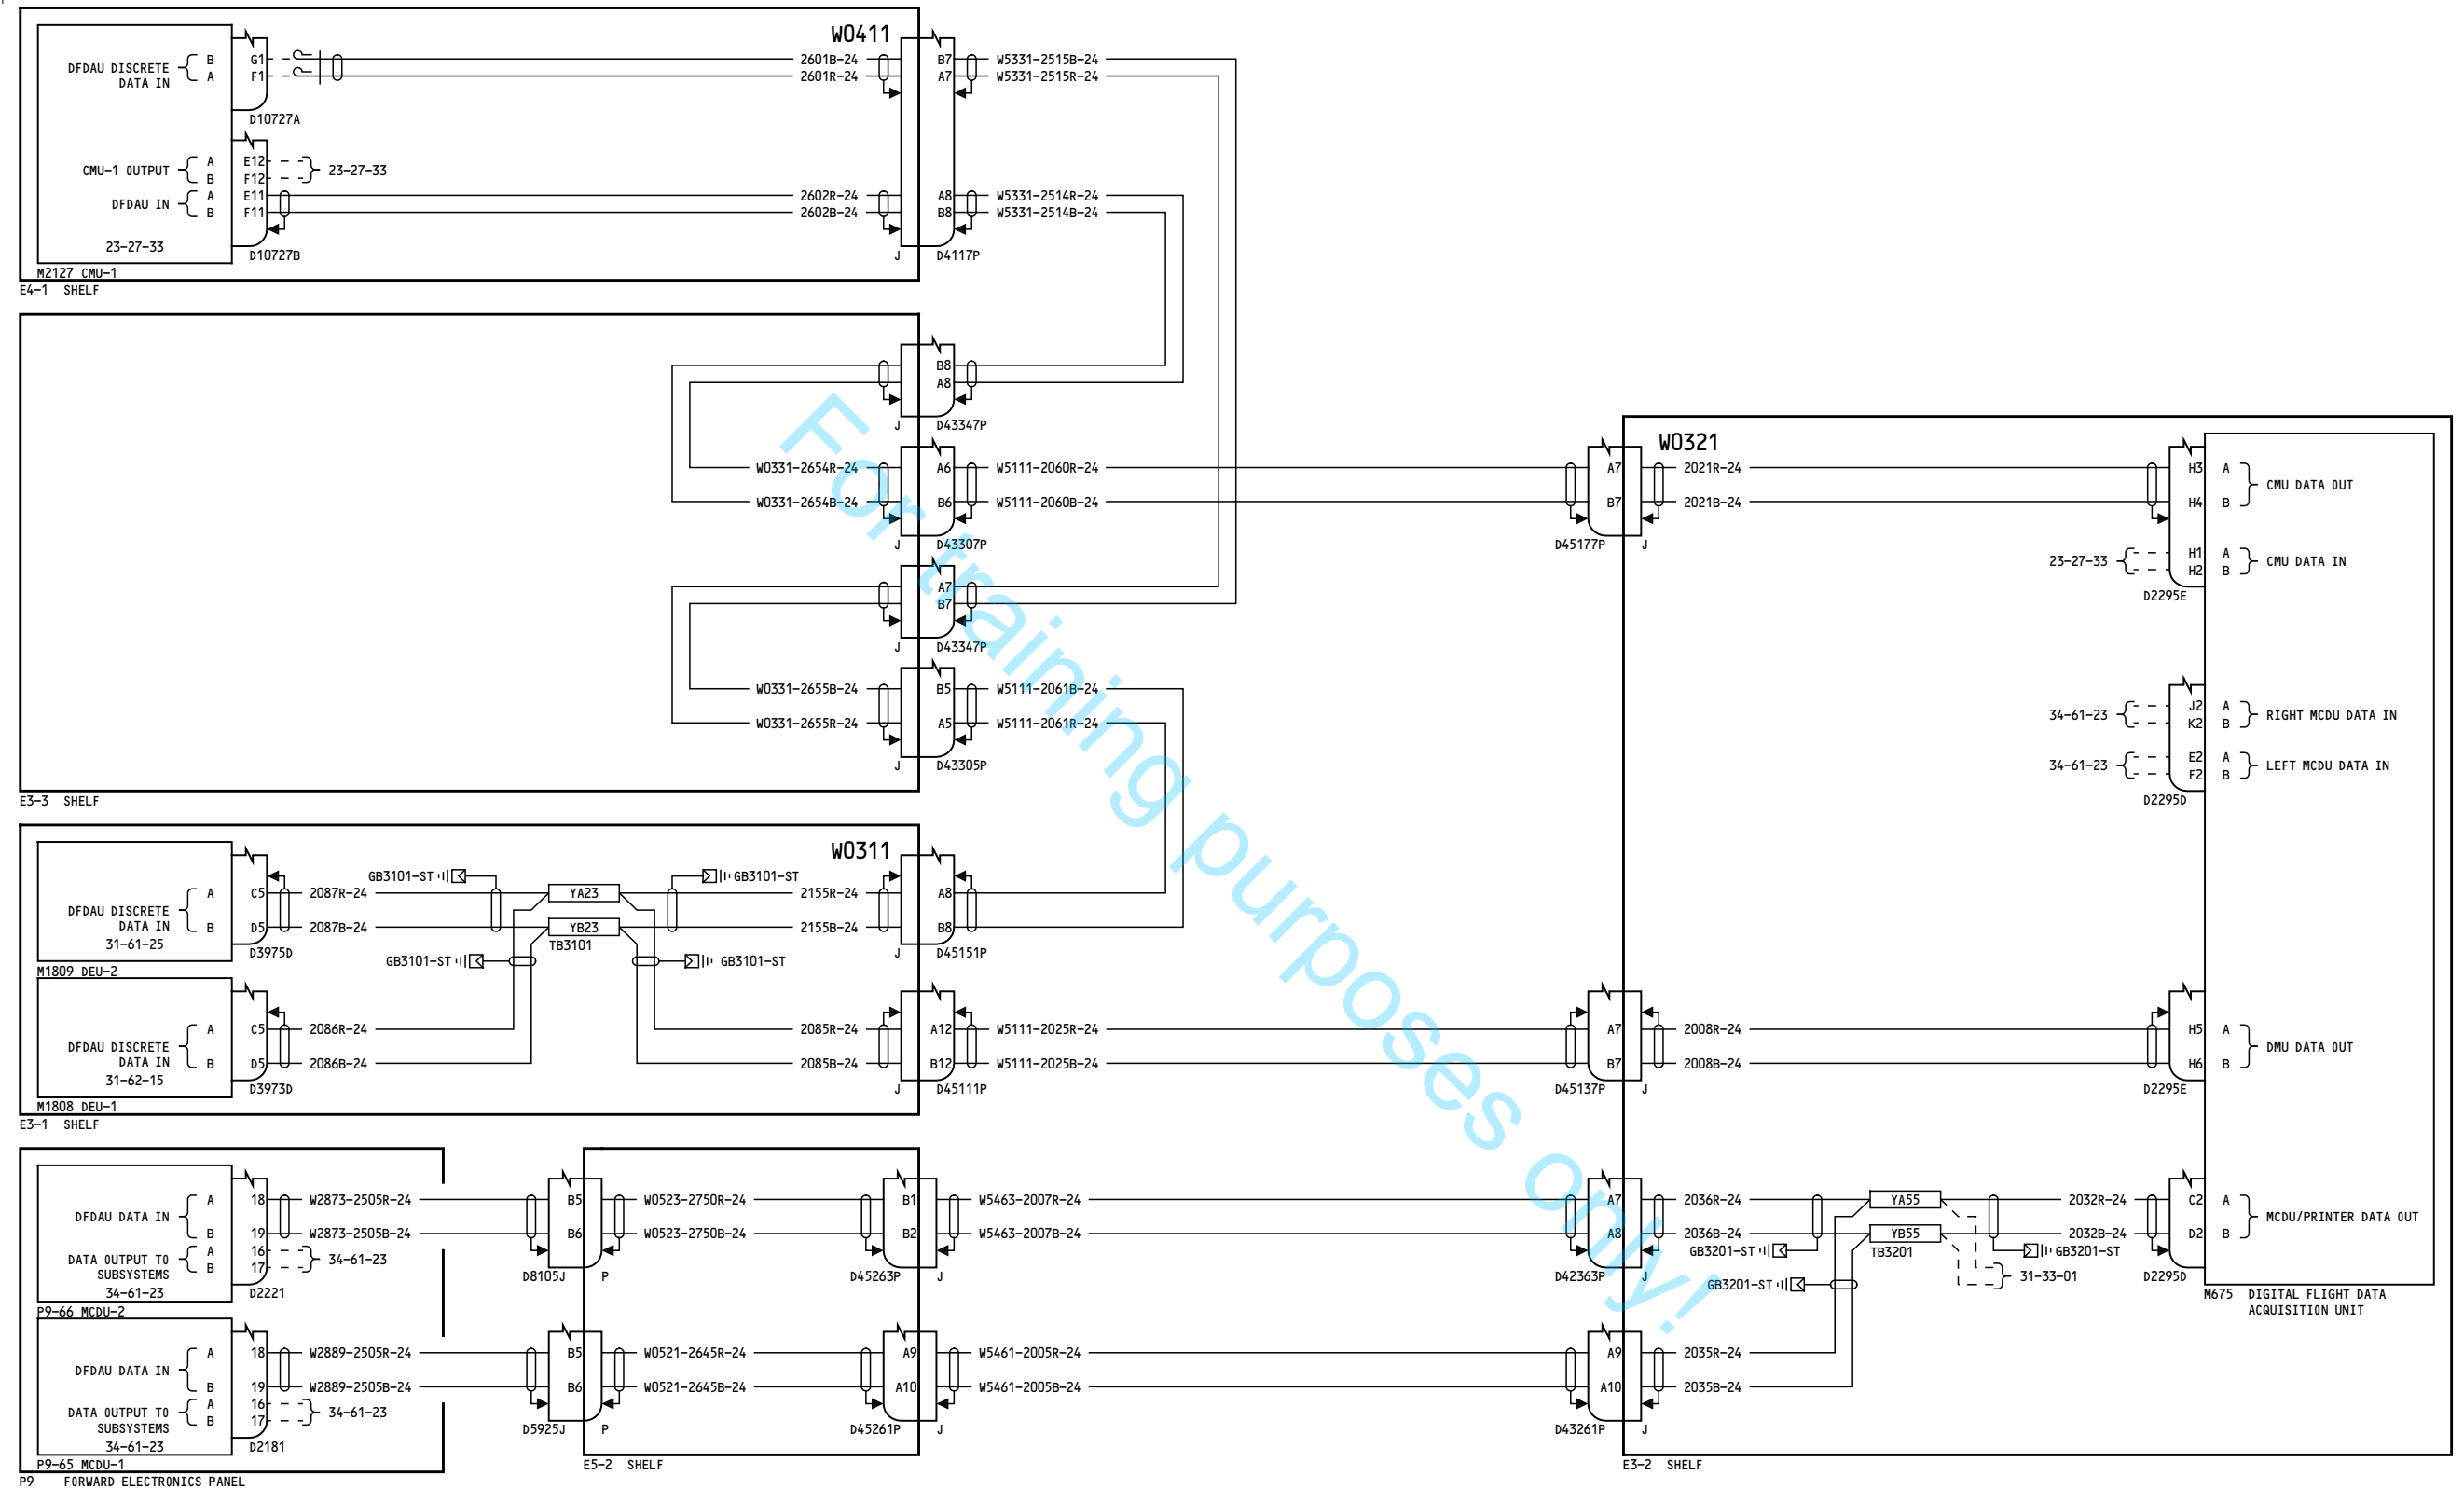 W0411
DFDAU DISCRETE
DATA IN
B G1
A F1
2601B-24
2601R-24
B7 W5331-2515B-24
A7 W5331-2515R-24
D10727A
CMU-1 OUTPUT
A E12
B F12
23-27-33
DFDAU IN
A E11
B F11
2602R-24
2602B-24
A8 W5331-2514R-24
B8 W5331-2514B-24
23-27-33
D10727B
J D4117P
M2127 CMU-1
E4-1 SHELF
B8
A8
J D43347P
W0331-2654R-24 A6 W5111-2060R-24
W0331-2654B-24 B6 W5111-2060B-24
J D43307P
A7
B7
J D43347P
W0331-2655B-24 B5 W5111-2061B-24
W0331-2655R-24 A5 W5111-2061R-24
J D43305P
E3-3 SHELF
W0321
A7 2021R-24 H3 A
B7 2021B-24 H4 B
CMU DATA OUT
D45177P J
23-27-33
H1 A
H2 B
CMU DATA IN
D2295E
34-61-23
J2 A
K2 B
RIGHT MCDU DATA IN
34-61-23
E2 A
F2 B
LEFT MCDU DATA IN
D2295D
W0311
GB3101-ST
GB3101-ST
DFDAU DISCRETE
DATA IN
31-61-25
A C5 2087R-24 YA23 2155R-24 A8
B D5 2087B-24 YB23 2155B-24 B8
D3975D
TB3101
J D45151P
GB3101-ST
GB3101-ST
M1809 DEU-2
DFDAU DISCRETE
DATA IN
31-62-15
A C5 2086R-24 2085R-24 A12 W5111-2025R-24
B D5 2086B-24 2085B-24 B12 W5111-2025B-24
D3973D
J D45111P
M1808 DEU-1
E3-1 SHELF
A7 2008R-24 H5 A
B7 2008B-24 H6 B
DMU DATA OUT
D45137P J
D2295E
DFDAU DATA IN
A 18 W2873-2505R-24 B5 W0523-2750R-24 B1 W5463-2007R-24
B 19 W2873-2505B-24 B6 W0523-2750B-24 B2 W5463-2007B-24
DATA OUTPUT TO
SUBSYSTEMS
A 16
B 17
34-61-23
34-61-23
D2221
D8105J P
D45263P J
P9-66 MCDU-2
A7 2036R-24 YA55 2032R-24 C2 A
A8 2036B-24 YB55 2032B-24 D2 B
MCDU/PRINTER DATA OUT
GB3201-ST
TB3201
GB3201-ST
D42363P J
GB3201-ST
31-33-01
D2295D
M675 DIGITAL FLIGHT DATA
ACQUISITION UNIT
DFDAU DATA IN
A 18 W2889-2505R-24 B5 W0521-2645R-24 A9 W5461-2005R-24
B 19 W2889-2505B-24 B6 W0521-2645B-24 A10 W5461-2005B-24
DATA OUTPUT TO
SUBSYSTEMS
A 16
B 17
34-61-23
34-61-23
D2181
D5925J P
D45261P J
A9 2035R-24
A10 2035B-24
D43261P J
P9-65 MCDU-1
P9 FORWARD ELECTRONICS PANEL
E5-2 SHELF
E3-2 SHELF
For training purposes only!